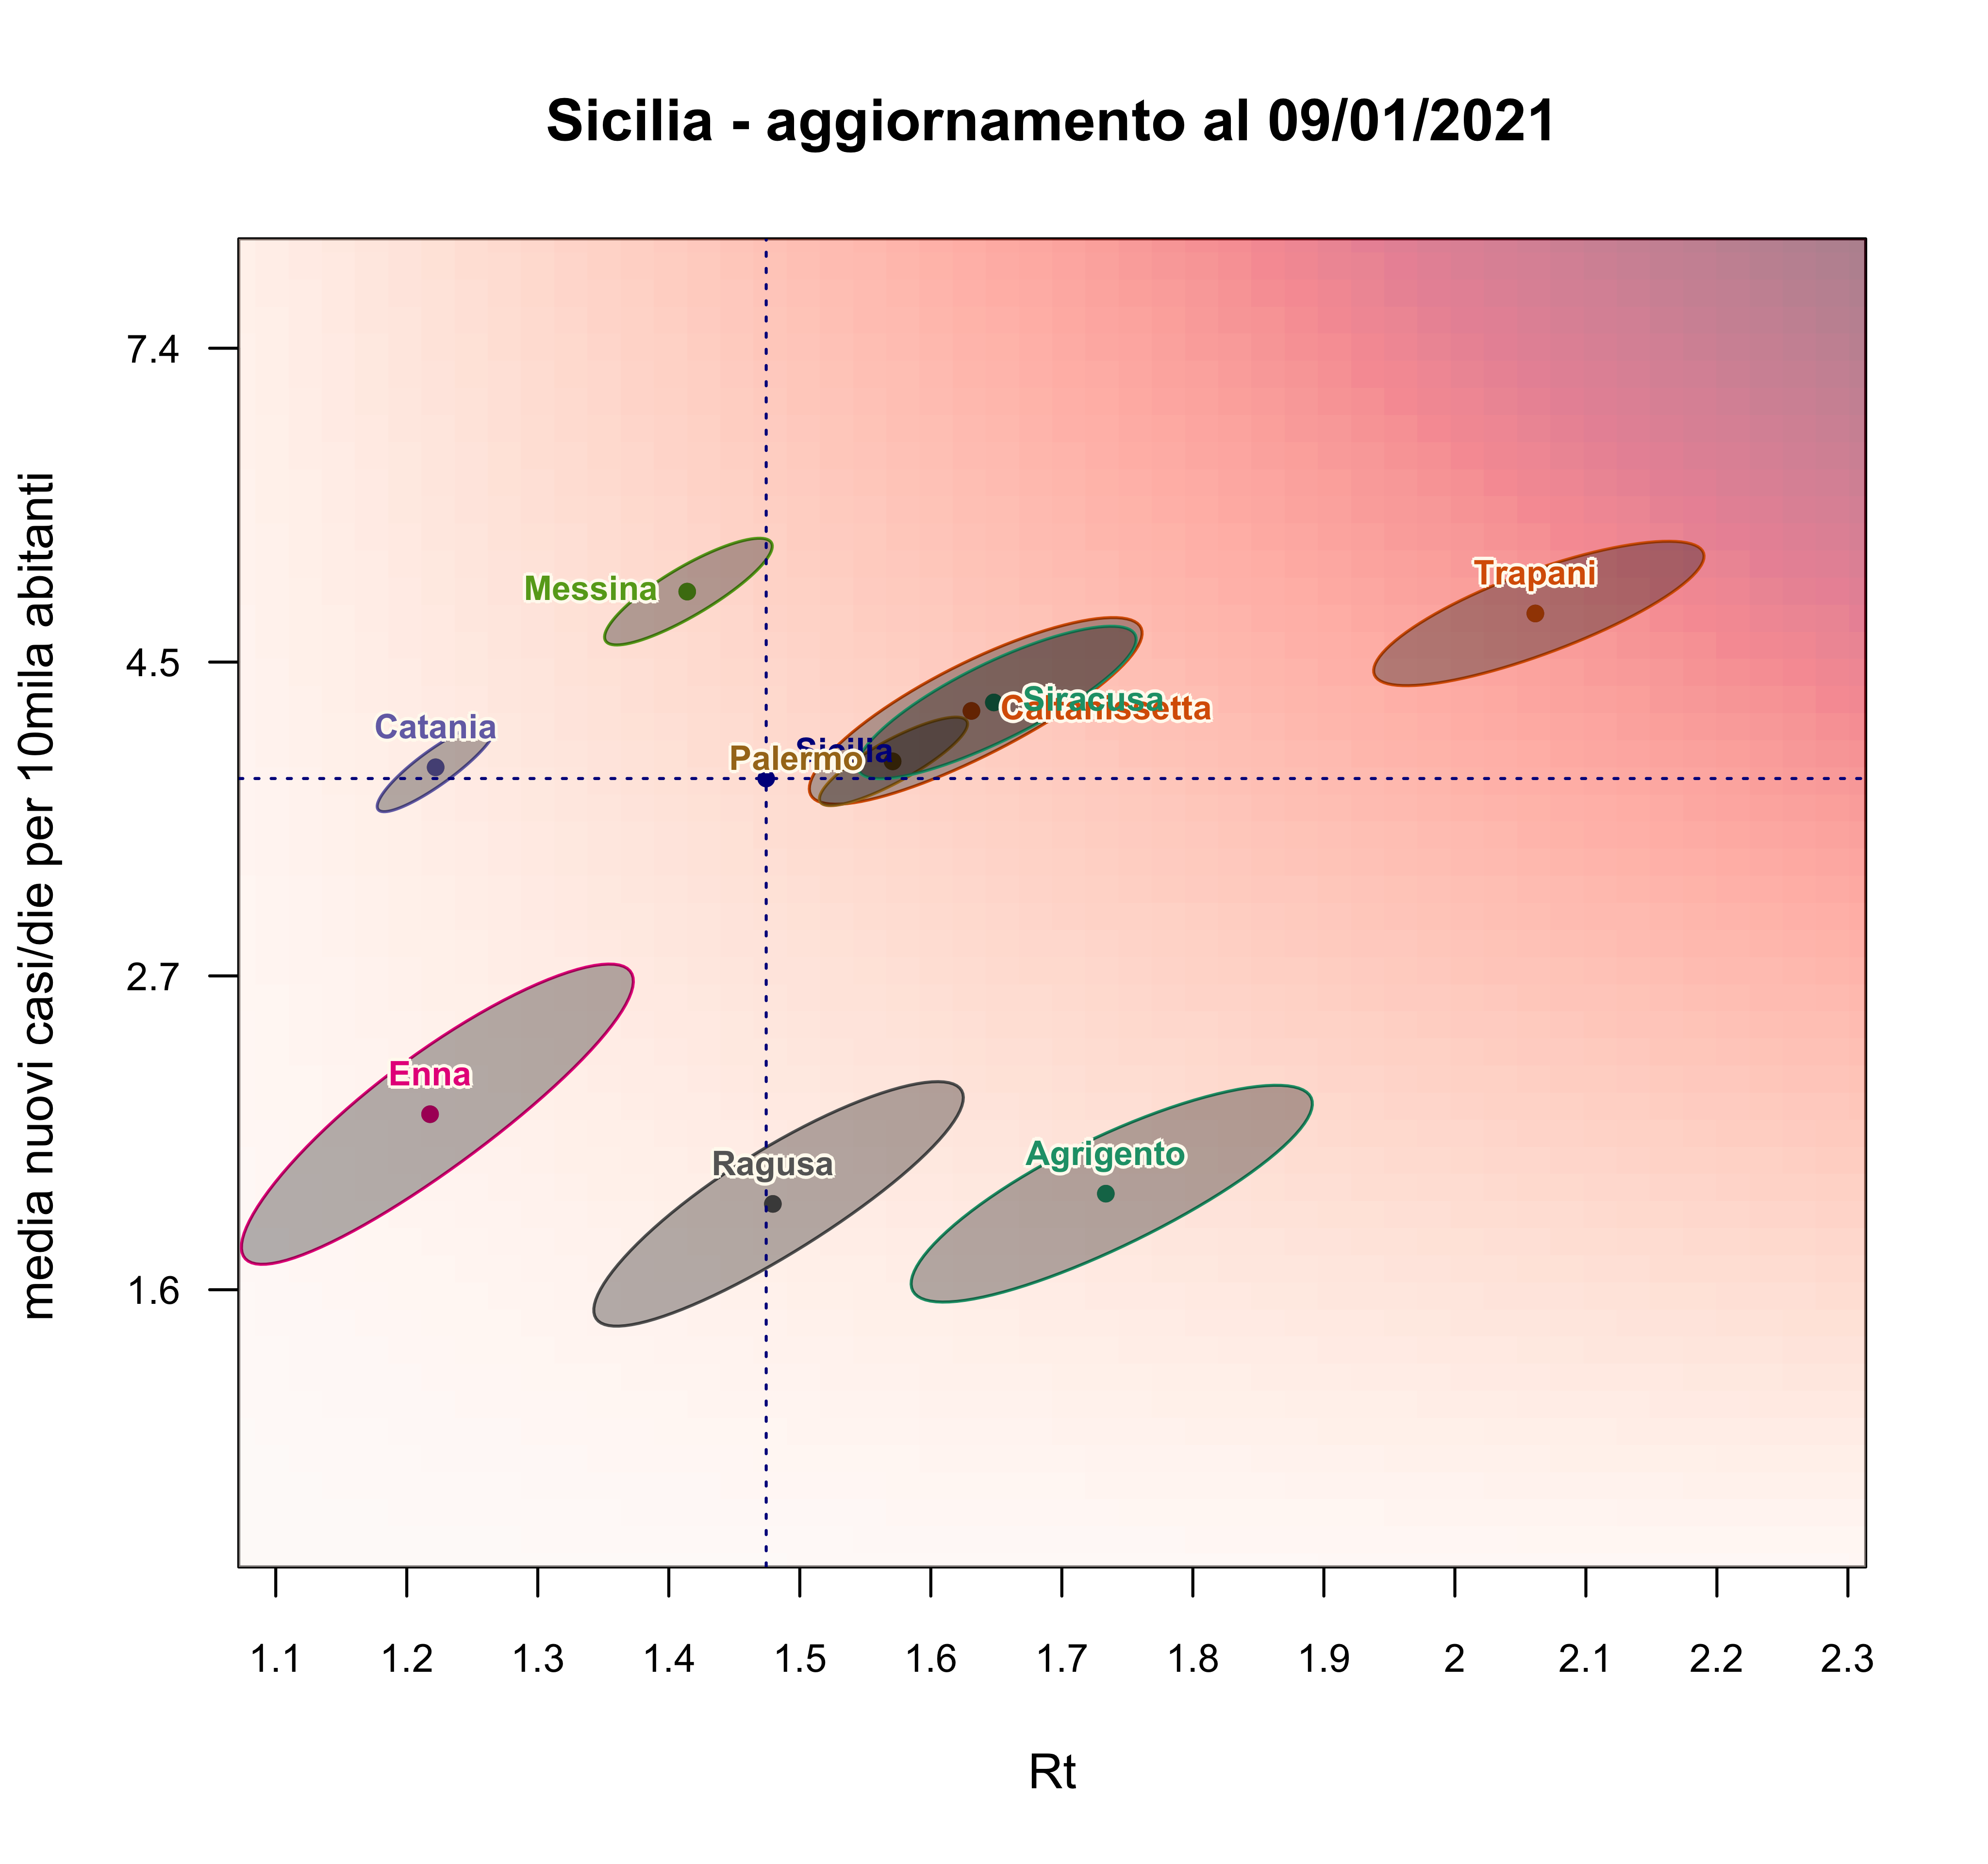 Sicilia - aggiornamento al 09/01/2021
media nuovi casi/die per 10mila abitanti
7.4
4.5
2.7
1.6
Messina
Trapani
Catania
Siracusa
Caltanissetta
Sicilia
Palermo
Enna
Ragusa
Agrigento
1.1 1.2 1.3 1.4 1.5 1.6 1.7 1.8 1.9 2 2.1 2.2 2.3
Rt